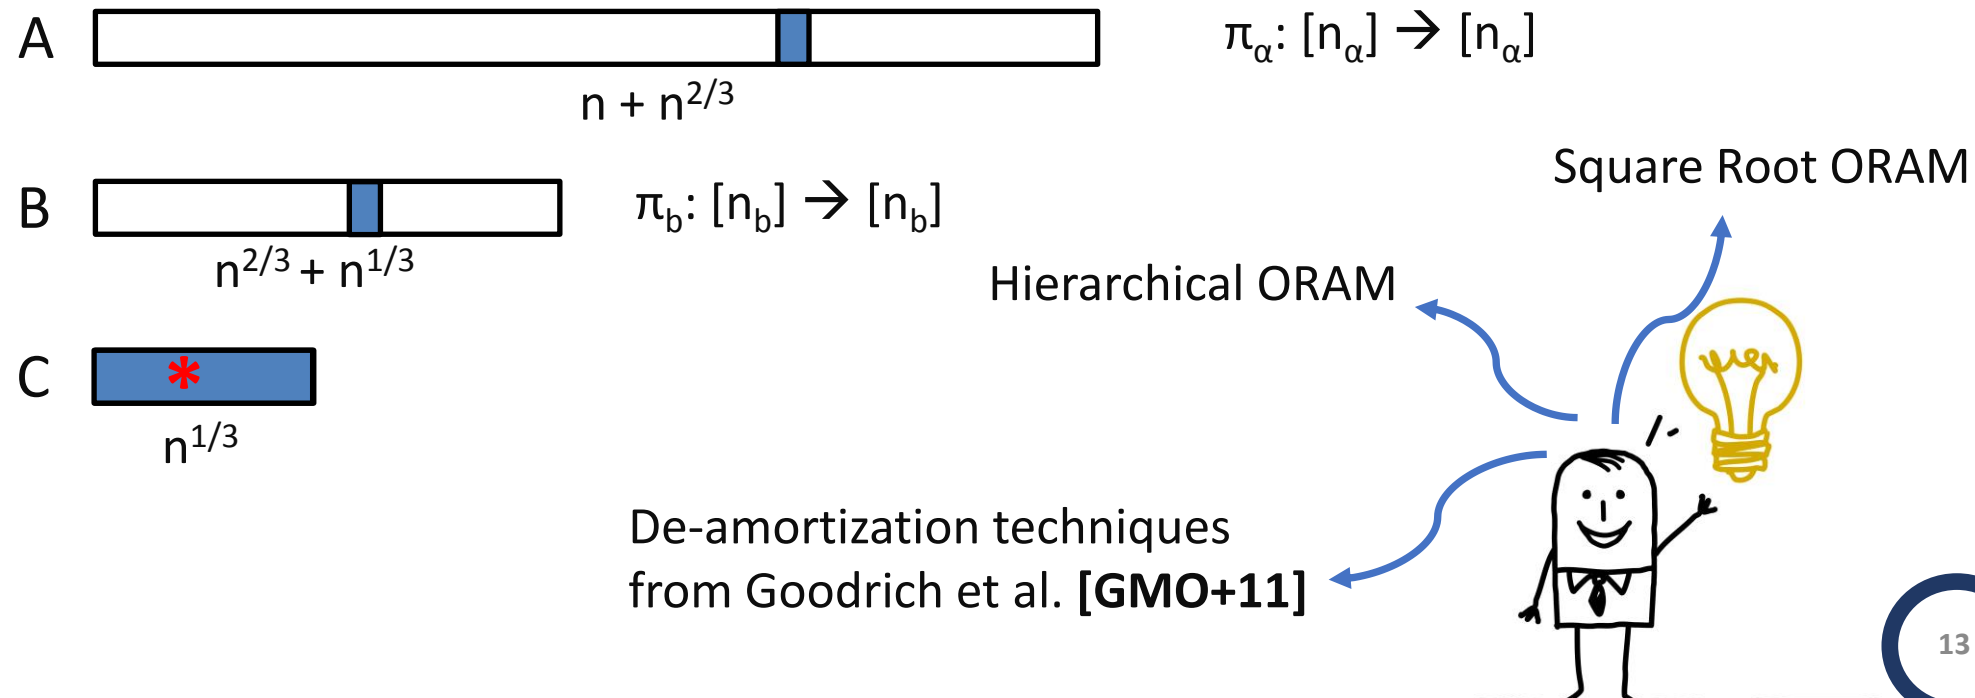 A
π_α: [n_α] → [n_α]
n + n^{2/3}
Square Root ORAM
B
π_b: [n_b] → [n_b]
n^{2/3} + n^{1/3}
Hierarchical ORAM
C
*
n^{1/3}
De-amortization techniques
from Goodrich et al. [GMO+11]
13